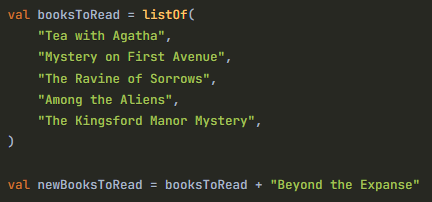 val booksToRead = listOf(
    "Tea with Agatha",
    "Mystery on First Avenue",
    "The Ravine of Sorrows",
    "Among the Aliens",
    "The Kingsford Manor Mystery",
)

val newBooksToRead = booksToRead + "Beyond the Expanse"